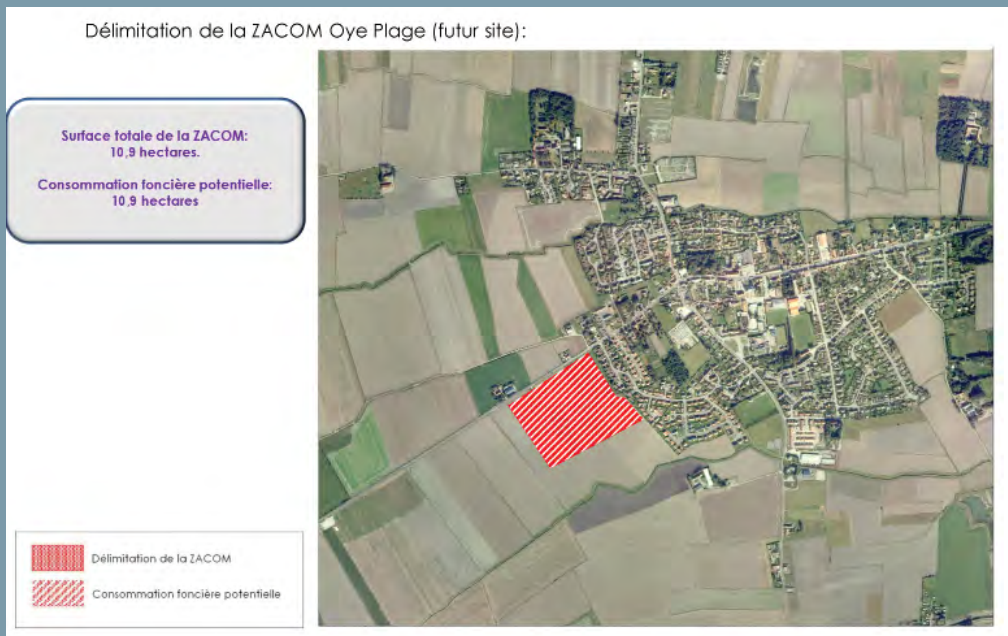 Délimitation de la ZACOM Oye Plage (futur site):
Surface totale de la ZACOM:
10,9 hectares.
Consommation foncière potentielle:
10,9 hectares
Délimitation de la ZACOM
Consommation foncière potentielle